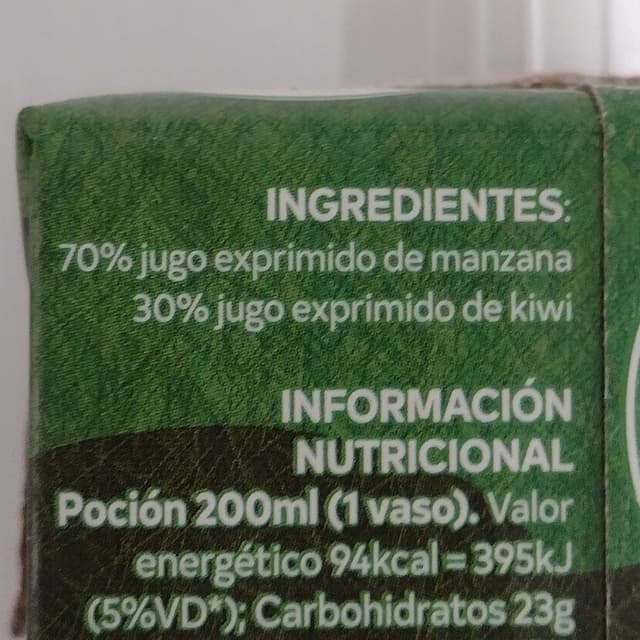 INGREDIENTES:
70% jugo exprimido de manzana
30% jugo exprimido de kiwi
INFORMACIÓN
NUTRICIONAL
Poción 200ml (1 vaso). Valor
energético 94kcal = 395kJ
(5%VD*); Carbohidratos 23g